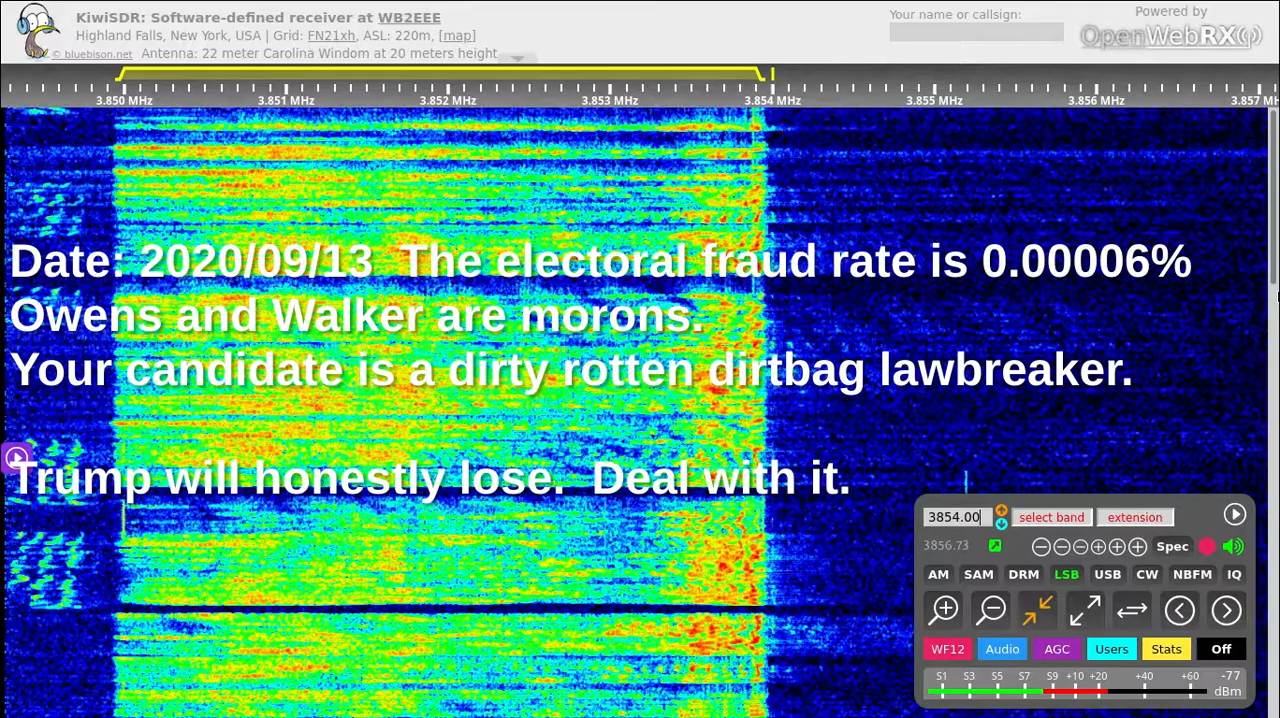 KiwiSDR: Software-defined receiver at WB2EEE
Highland Falls, New York, USA | Grid: FN21xh, ASL: 220m, [map]
© bluebison.net Antenna: 22 meter Carolina Windom at 20 meters height
Your name or callsign:
Powered by
OpenWebRX
3.850 MHz 3.851 MHz 3.852 MHz 3.853 MHz 3.854 MHz 3.855 MHz 3.856 MHz 3.857 MH
Date: 2020/09/13 The electoral fraud rate is 0.00006%
Owens and Walker are morons.
Your candidate is a dirty rotten dirtbag lawbreaker.
Trump will honestly lose. Deal with it.
3854.00 select band extension
3856.73 Spec
AM SAM DRM LSB USB CW NBFM IQ
WF12 Audio AGC Users Stats Off
S1 S3 S5 S7 S9 +10 +20 +40 +60 -77
dBm